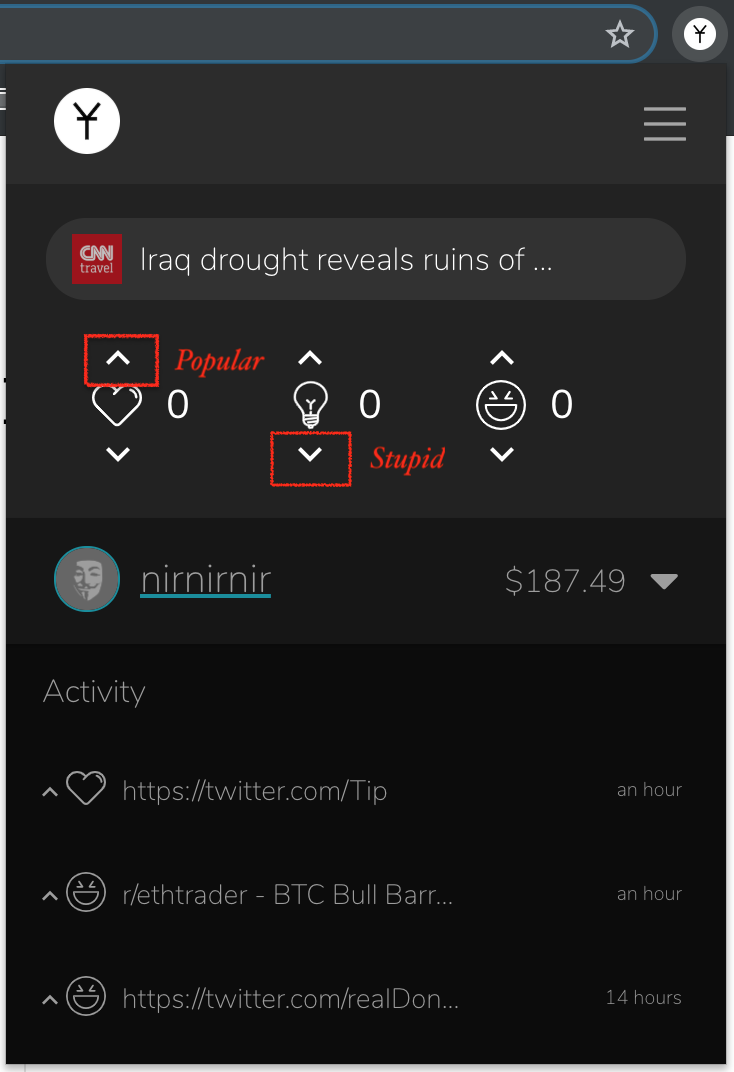 CNN
travel
Iraq drought reveals ruins of ...
Popular
0
0
0
Stupid
nirnirnir
$187.49
Activity
https://twitter.com/Tip
an hour
r/ethtrader - BTC Bull Barr...
an hour
https://twitter.com/realDon...
14 hours